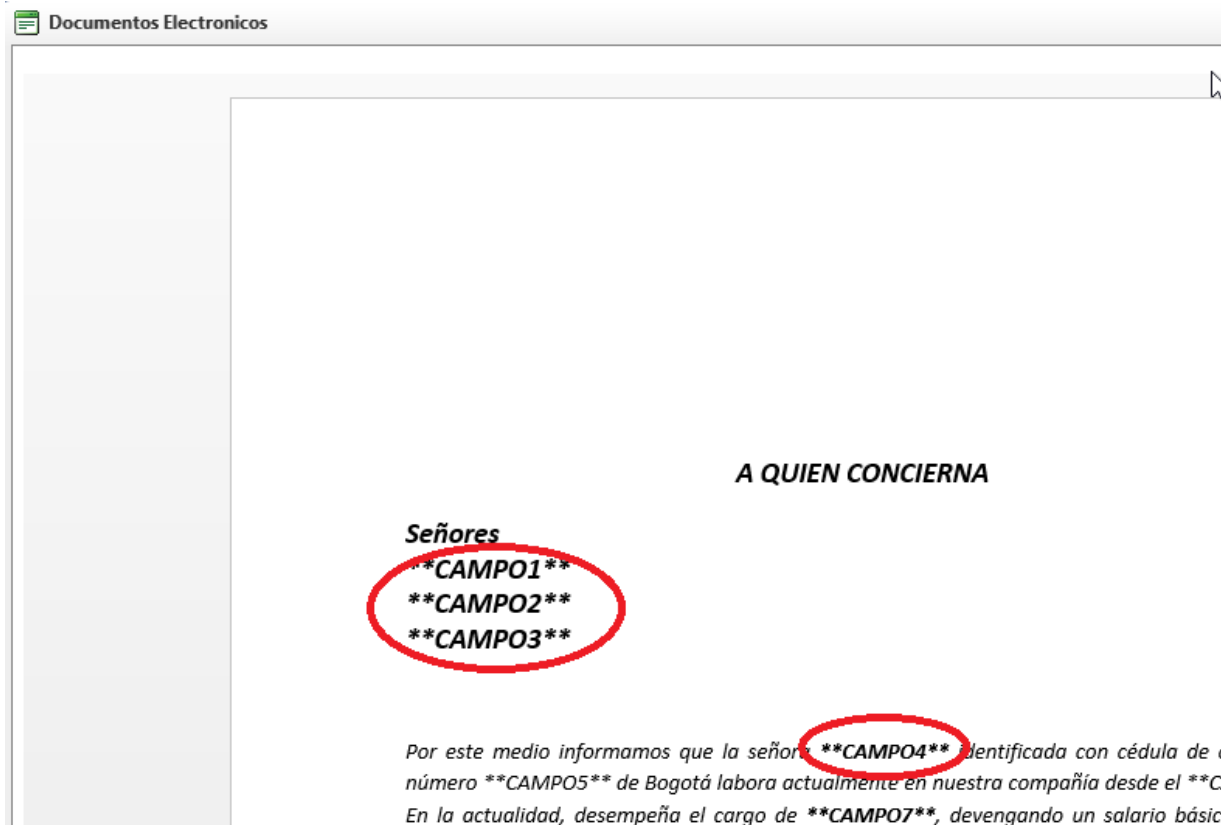 Documentos Electronicos
A QUIEN CONCIERNA
Señores
**CAMPO1**
**CAMPO2**
**CAMPO3**
Por este medio informamos que la señora **CAMPO4** identificada con cédula de
número **CAMPO5** de Bogotá labora actualmente en nuestra compañía desde el
En la actualidad, desempeña el cargo de **CAMPO7**, devengando un salario